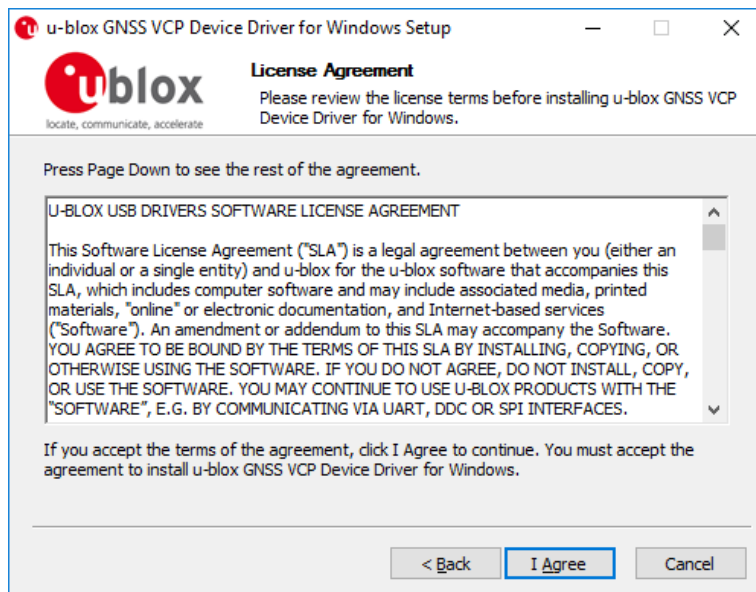 u-blox GNSS VCP Device Driver for Windows Setup
ublox
locate, communicate, accelerate
License Agreement
Please review the license terms before installing u-blox GNSS VCP
Device Driver for Windows.
Press Page Down to see the rest of the agreement.
U-BLOX USB DRIVERS SOFTWARE LICENSE AGREEMENT
This Software License Agreement ("SLA") is a legal agreement between you (either an
individual or a single entity) and u-blox for the u-blox software that accompanies this
SLA, which includes computer software and may include associated media, printed
materials, "online" or electronic documentation, and Internet-based services
("Software"). An amendment or addendum to this SLA may accompany the Software.
YOU AGREE TO BE BOUND BY THE TERMS OF THIS SLA BY INSTALLING, COPYING, OR
OTHERWISE USING THE SOFTWARE. IF YOU DO NOT AGREE, DO NOT INSTALL, COPY,
OR USE THE SOFTWARE. YOU MAY CONTINUE TO USE U-BLOX PRODUCTS WITH THE
“SOFTWARE”, E.G. BY COMMUNICATING VIA UART, DDC OR SPI INTERFACES.
If you accept the terms of the agreement, click I Agree to continue. You must accept the
agreement to install u-blox GNSS VCP Device Driver for Windows.
< Back
I Agree
Cancel